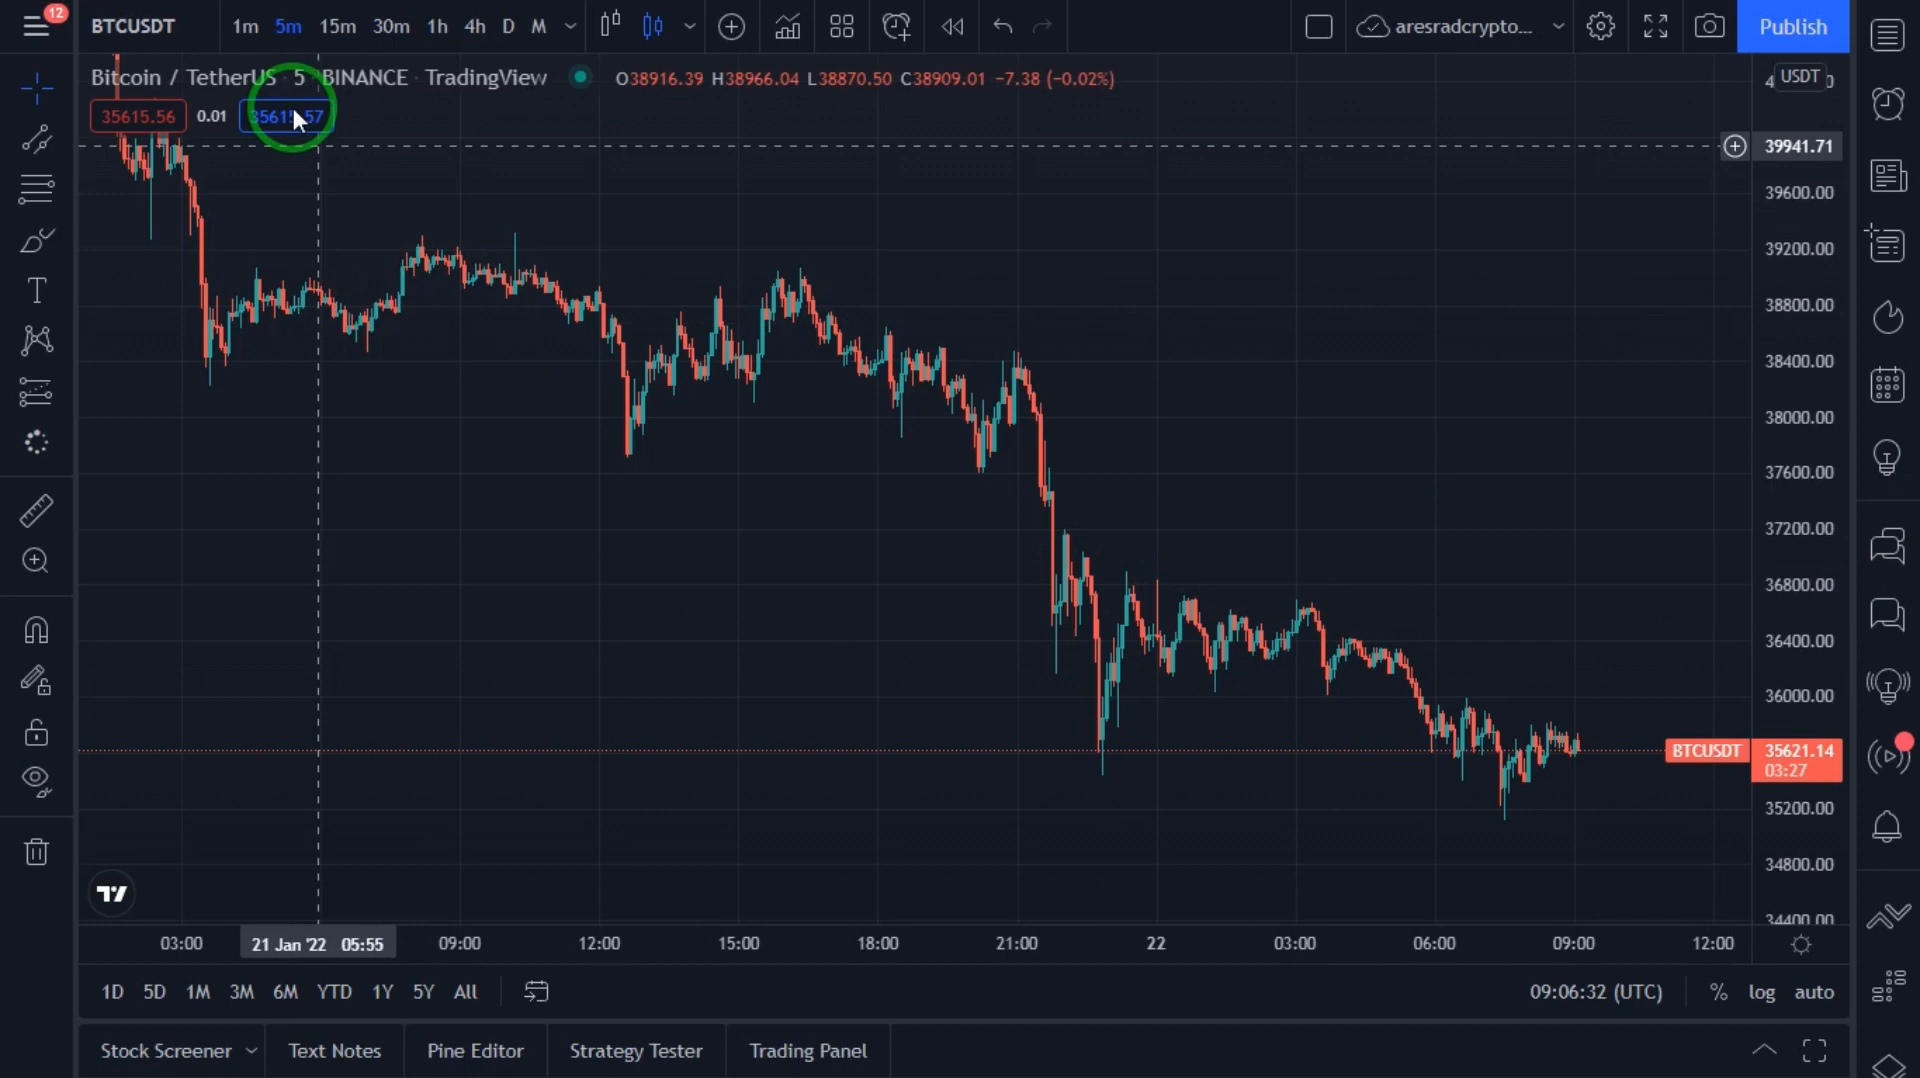 12 BTCUSDT 1m 5m 15m 30m 1h 4h D M aresradcrypto... Publish
Bitcoin / TetherUS · 5 · BINANCE · TradingView O38916.39 H38966.04 L38870.50 C38909.01 −7.38 (−0.02%)
USDT
35615.56 0.01 35615.57
39941.71
39600.00
39200.00
38800.00
38400.00
38000.00
37600.00
37200.00
36800.00
36400.00
36000.00
BTCUSDT 35621.14
03:27
35200.00
34800.00
34400.00
03:00 21 Jan '22 05:55 09:00 12:00 15:00 18:00 21:00 22 03:00 06:00 09:00 12:00
1D 5D 1M 3M 6M YTD 1Y 5Y All 09:06:32 (UTC) % log auto
Stock Screener Text Notes Pine Editor Strategy Tester Trading Panel